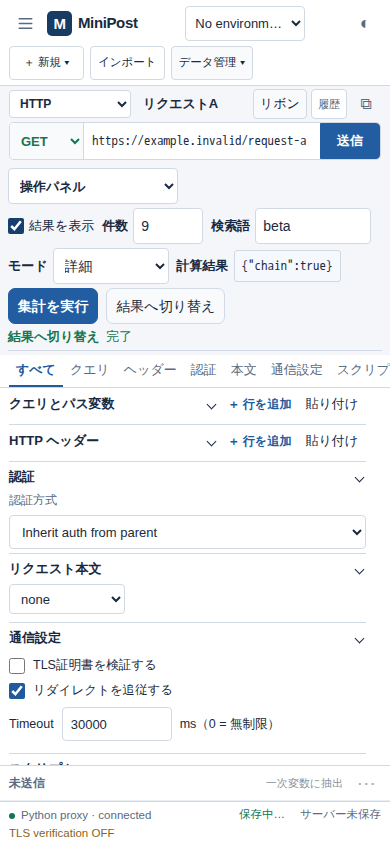 M MiniPost No environm…
＋ 新規 ▾ インポート データ管理 ▾
HTTP リクエストA リボン 履歴
GET https://example.invalid/request-a 送信
操作パネル
結果を表示 件数 9 検索語 beta
モード 詳細 計算結果 {"chain":true}
集計を実行 結果へ切り替え
結果へ切り替え 完了
すべて クエリ ヘッダー 認証 本文 通信設定 スクリプ
クエリとパス変数 ＋ 行を追加 貼り付け
HTTP ヘッダー ＋ 行を追加 貼り付け
認証
認証方式
Inherit auth from parent
リクエスト本文
none
通信設定
TLS証明書を検証する
リダイレクトを追従する
Timeout 30000 ms（0 = 無制限）
未送信 一次変数に抽出 ···
Python proxy · connected 保存中… サーバー未保存
TLS verification OFF